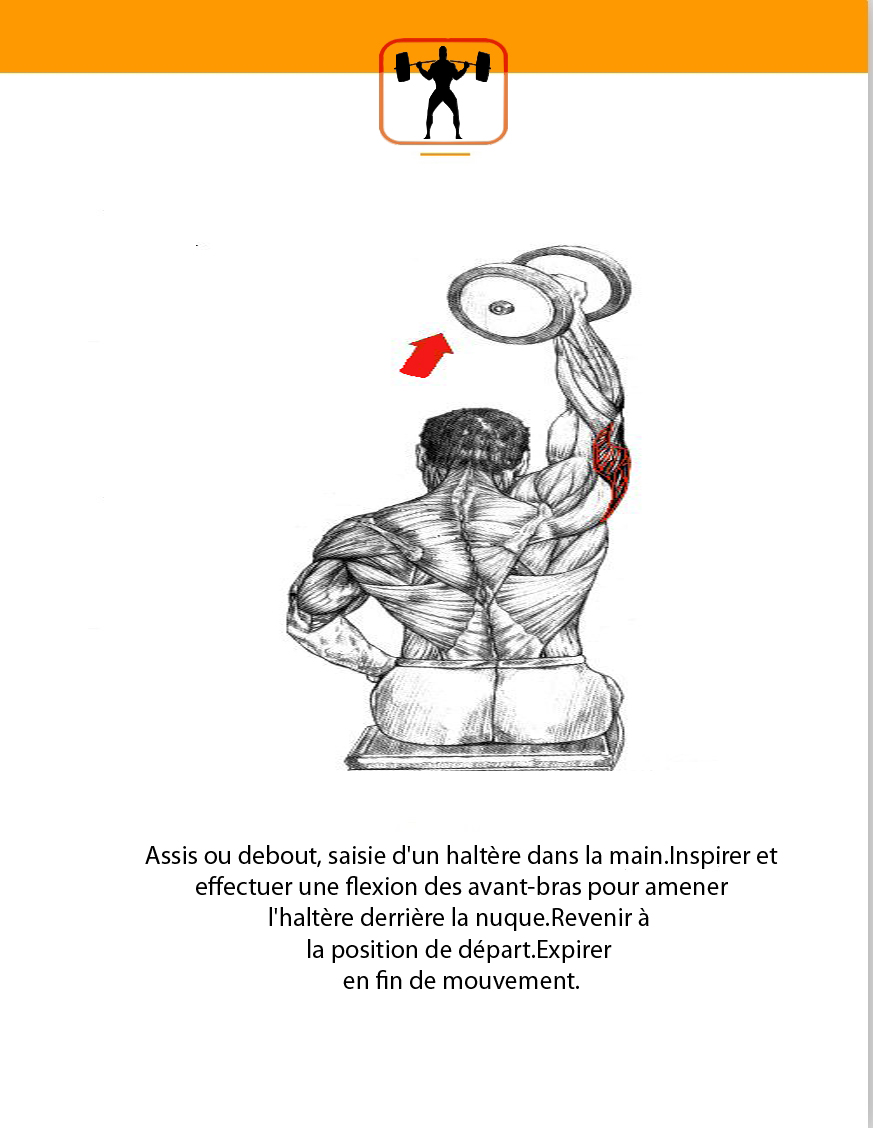 Assis ou debout, saisie d'un haltère dans la main.Inspirer et
effectuer une flexion des avant-bras pour amener
l'haltère derrière la nuque.Revenir à
la position de départ.Expirer
en fin de mouvement.